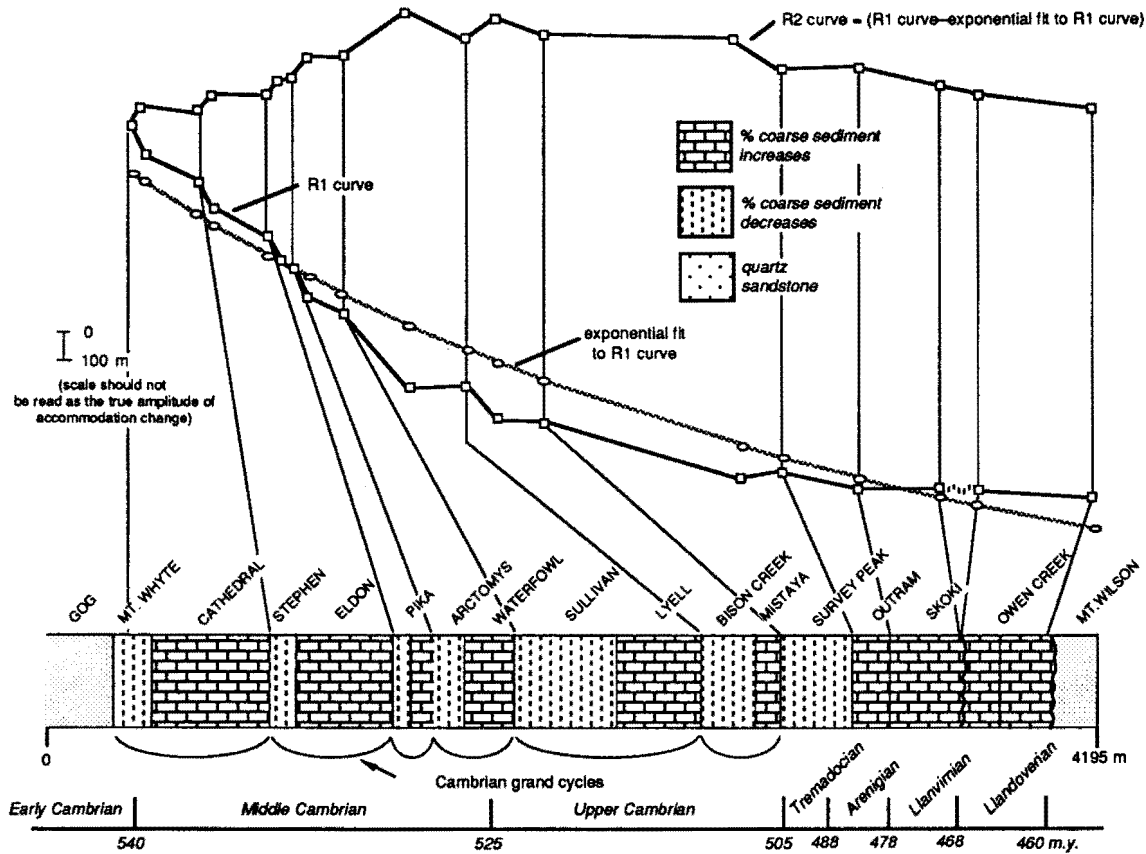 R2 curve = (R1 curve–exponential fit to R1 curve)
% coarse sediment
increases
R1 curve
% coarse sediment
decreases
quartz
sandstone
0
100 m
(scale should not
be read as the true amplitude of
accommodation change)
exponential fit
to R1 curve
GOG
MT. WHYTE
CATHEDRAL
STEPHEN
ELDON
PIKA
ARCTOMYS
WATERFOWL
SULLIVAN
LYELL
BISON CREEK
MISTAYA
SURVEY PEAK
OUTRAM
SKOKI
OWEN CREEK
MT.WILSON
0
4195 m
Cambrian grand cycles
Early Cambrian
Middle Cambrian
Upper Cambrian
Tremadocian
Arenigian
Llanvirnian
Llandoverian
540
525
505
488
478
468
460 m.y.